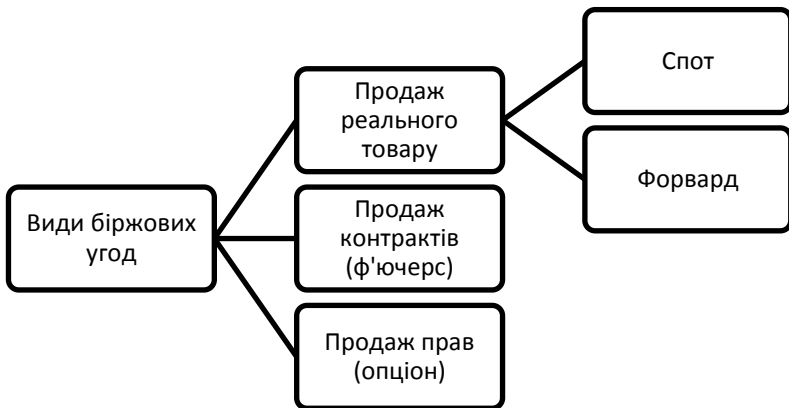 Види біржових
угод
Продаж
реального
товару
Спот
Форвард
Продаж
контрактів
(ф'ючерс)
Продаж прав
(опціон)